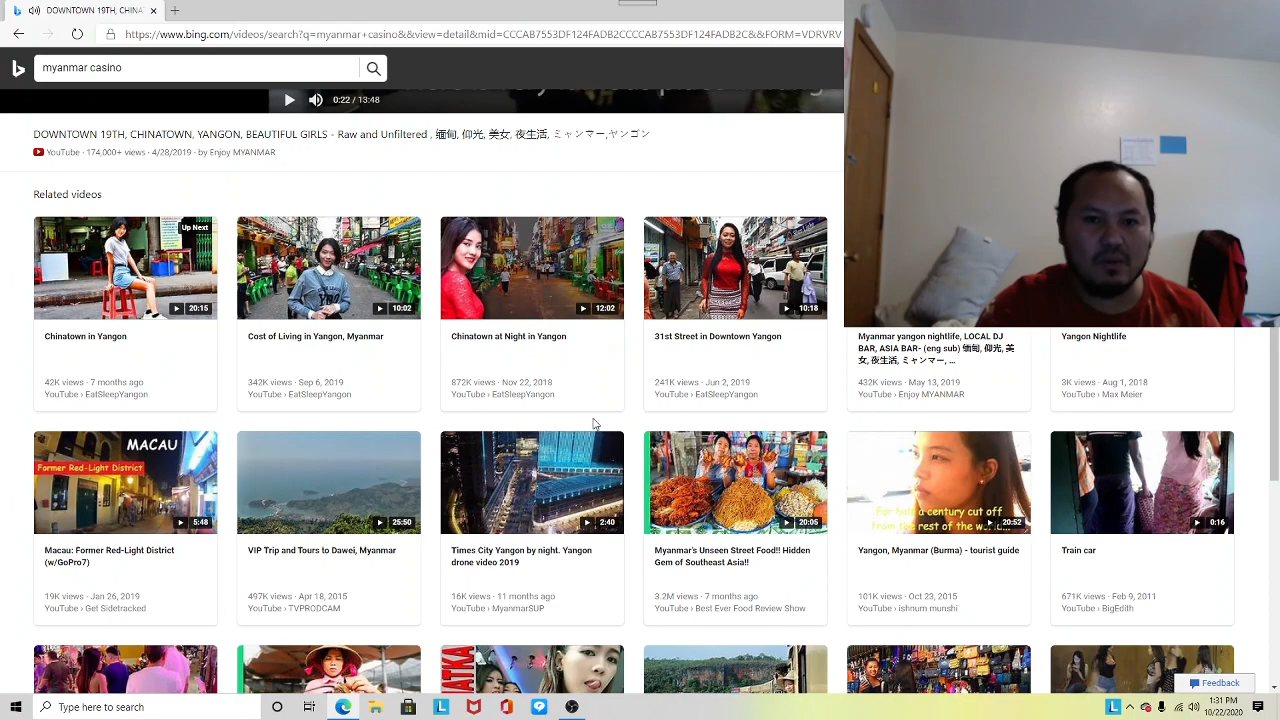 DOWNTOWN 19TH, CHINAT
http://www.bing.com/videos/search?q=myanmar+casino&&view=detail&mid=CCCAB7553DF124FADB2CCCCAB7553DF124FADB2C&&FORM=VDRVRV
myanmar casino
0:22 / 13:48
DOWNTOWN 19TH, CHINATOWN, YANGON, BEAUTIFUL GIRLS - Raw and Unfiltered , 緬甸, 仰光, 美女, 夜生活, ミャンマー,ヤンゴン
YouTube · 174,000+ views · 4/28/2019 · by Enjoy MYANMAR
Related videos
Up Next
20:15
10:02
12:02
10:18
Chinatown in Yangon
Cost of Living in Yangon, Myanmar
Chinatown at Night in Yangon
31st Street in Downtown Yangon
Myanmar yangon nightlife, LOCAL DJ
BAR, ASIA BAR- (eng sub) 緬甸, 仰光, 美
女, 夜生活, ミャンマー, ...
Yangon Nightlife
42K views · 7 months ago
YouTube › EatSleepYangon
342K views · Sep 6, 2019
YouTube › EatSleepYangon
872K views · Nov 22, 2018
YouTube › EatSleepYangon
241K views · Jun 2, 2019
YouTube › EatSleepYangon
432K views · May 13, 2019
YouTube › Enjoy MYANMAR
3K views · Aug 1, 2018
YouTube › Max Meier
MACAU
Former Red-Light District
5:48
25:50
2:40
20:05
For half a century cut off
from the rest of the
20:52
0:16
Macau: Former Red-Light District
(w/GoPro7)
VIP Trip and Tours to Dawei, Myanmar
Times City Yangon by night. Yangon
drone video 2019
Myanmar's Unseen Street Food!! Hidden
Gem of Southeast Asia!!
Yangon, Myanmar (Burma) - tourist guide
Train car
19K views · Jan 26, 2019
YouTube › Get Sidetracked
497K views · Apr 18, 2015
YouTube › TVPRODCAM
16K views · 11 months ago
YouTube › MyanmarSUP
3.2M views · 7 months ago
YouTube › Best Ever Food Review Show
101K views · Oct 23, 2015
YouTube › ishnum munshi
671K views · Feb 9, 2011
YouTube › BigEdith
Feedback
Type here to search
1:31 PM
10/22/2020